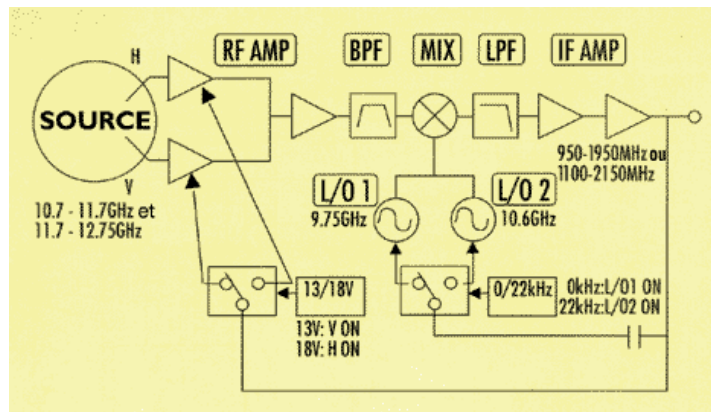 H
RF AMP
BPF
MIX
LPF
IF AMP
SOURCE
V
10.7 - 11.7GHz et
11.7 - 12.75GHz
950-1950MHz ou
1100-2150MHz
L/O 1
L/O 2
9.75GHz
10.6GHz
13/18V
0/22kHz
0kHz:L/O1 ON
22kHz:L/O2 ON
13V: V ON
18V: H ON